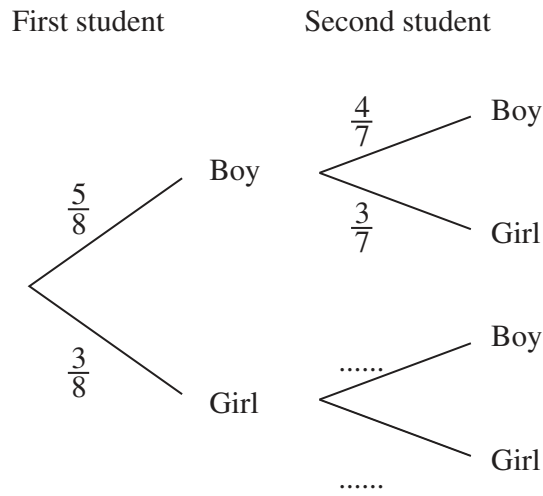 First student Second student
4/7 Boy
Boy
5/8
3/7 Girl
3/8
...... Boy
Girl
Girl
......